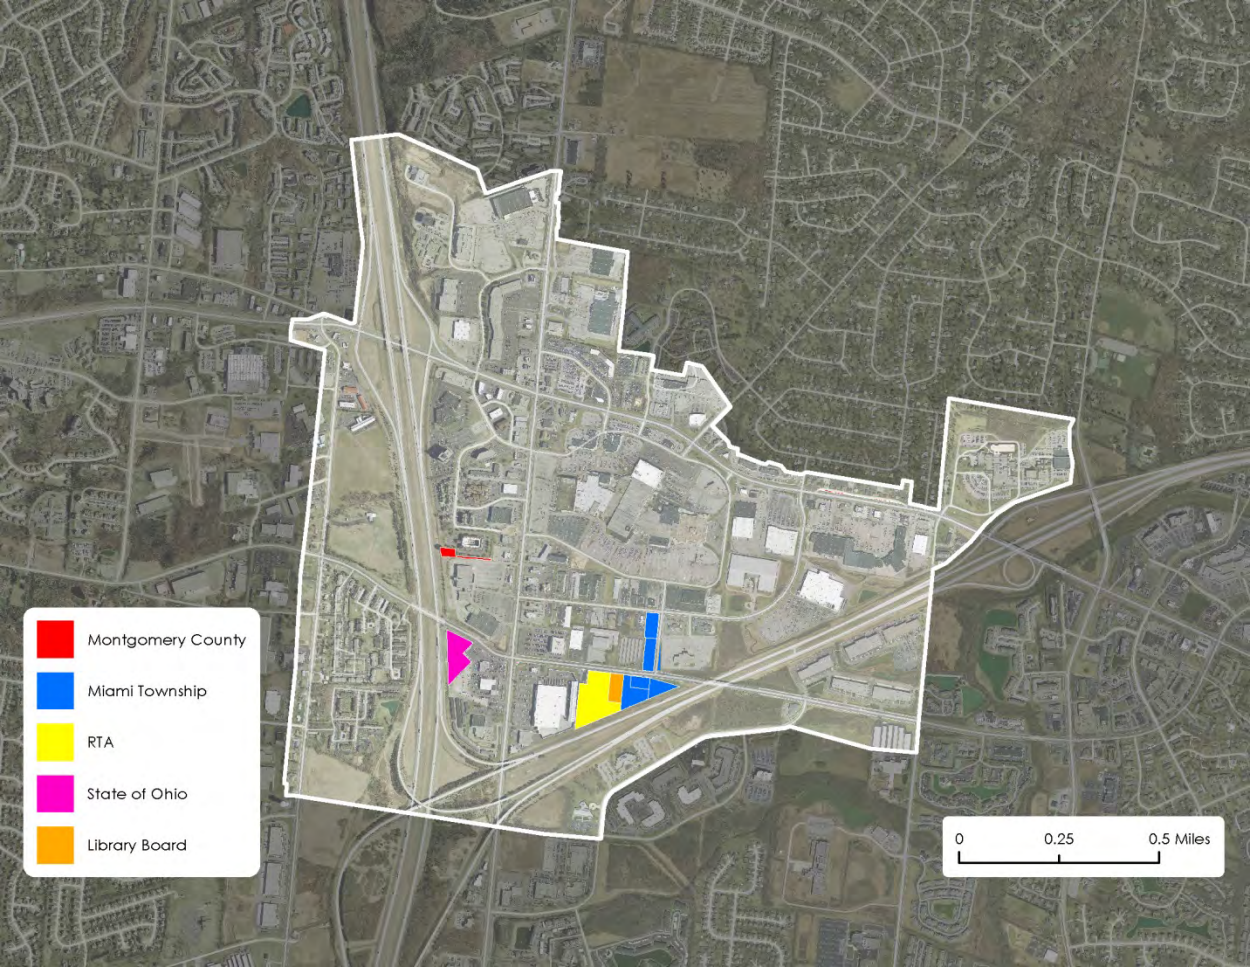 Montgomery County
Miami Township
RTA
State of Ohio
Library Board
0 0.25 0.5 Miles